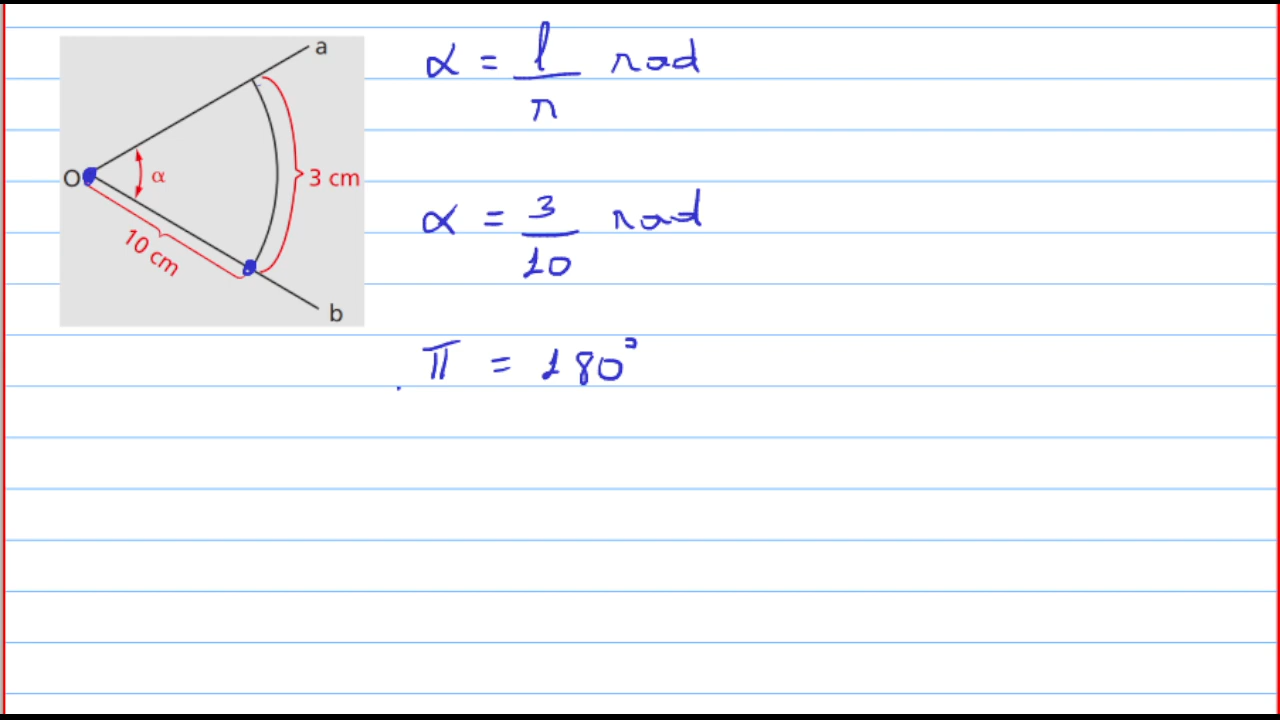 a
O
α
3 cm
10 cm
b
α = l/r rad
α = 3/10 rad
π = 180°